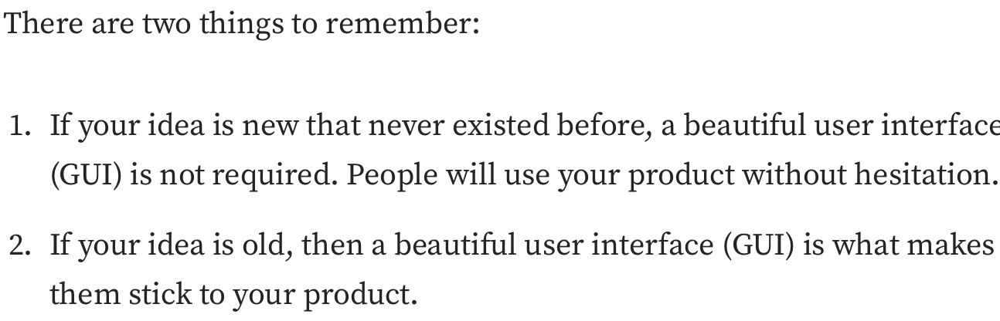 There are two things to remember:
1. If your idea is new that never existed before, a beautiful user interface
(GUI) is not required. People will use your product without hesitation.
2. If your idea is old, then a beautiful user interface (GUI) is what makes
them stick to your product.